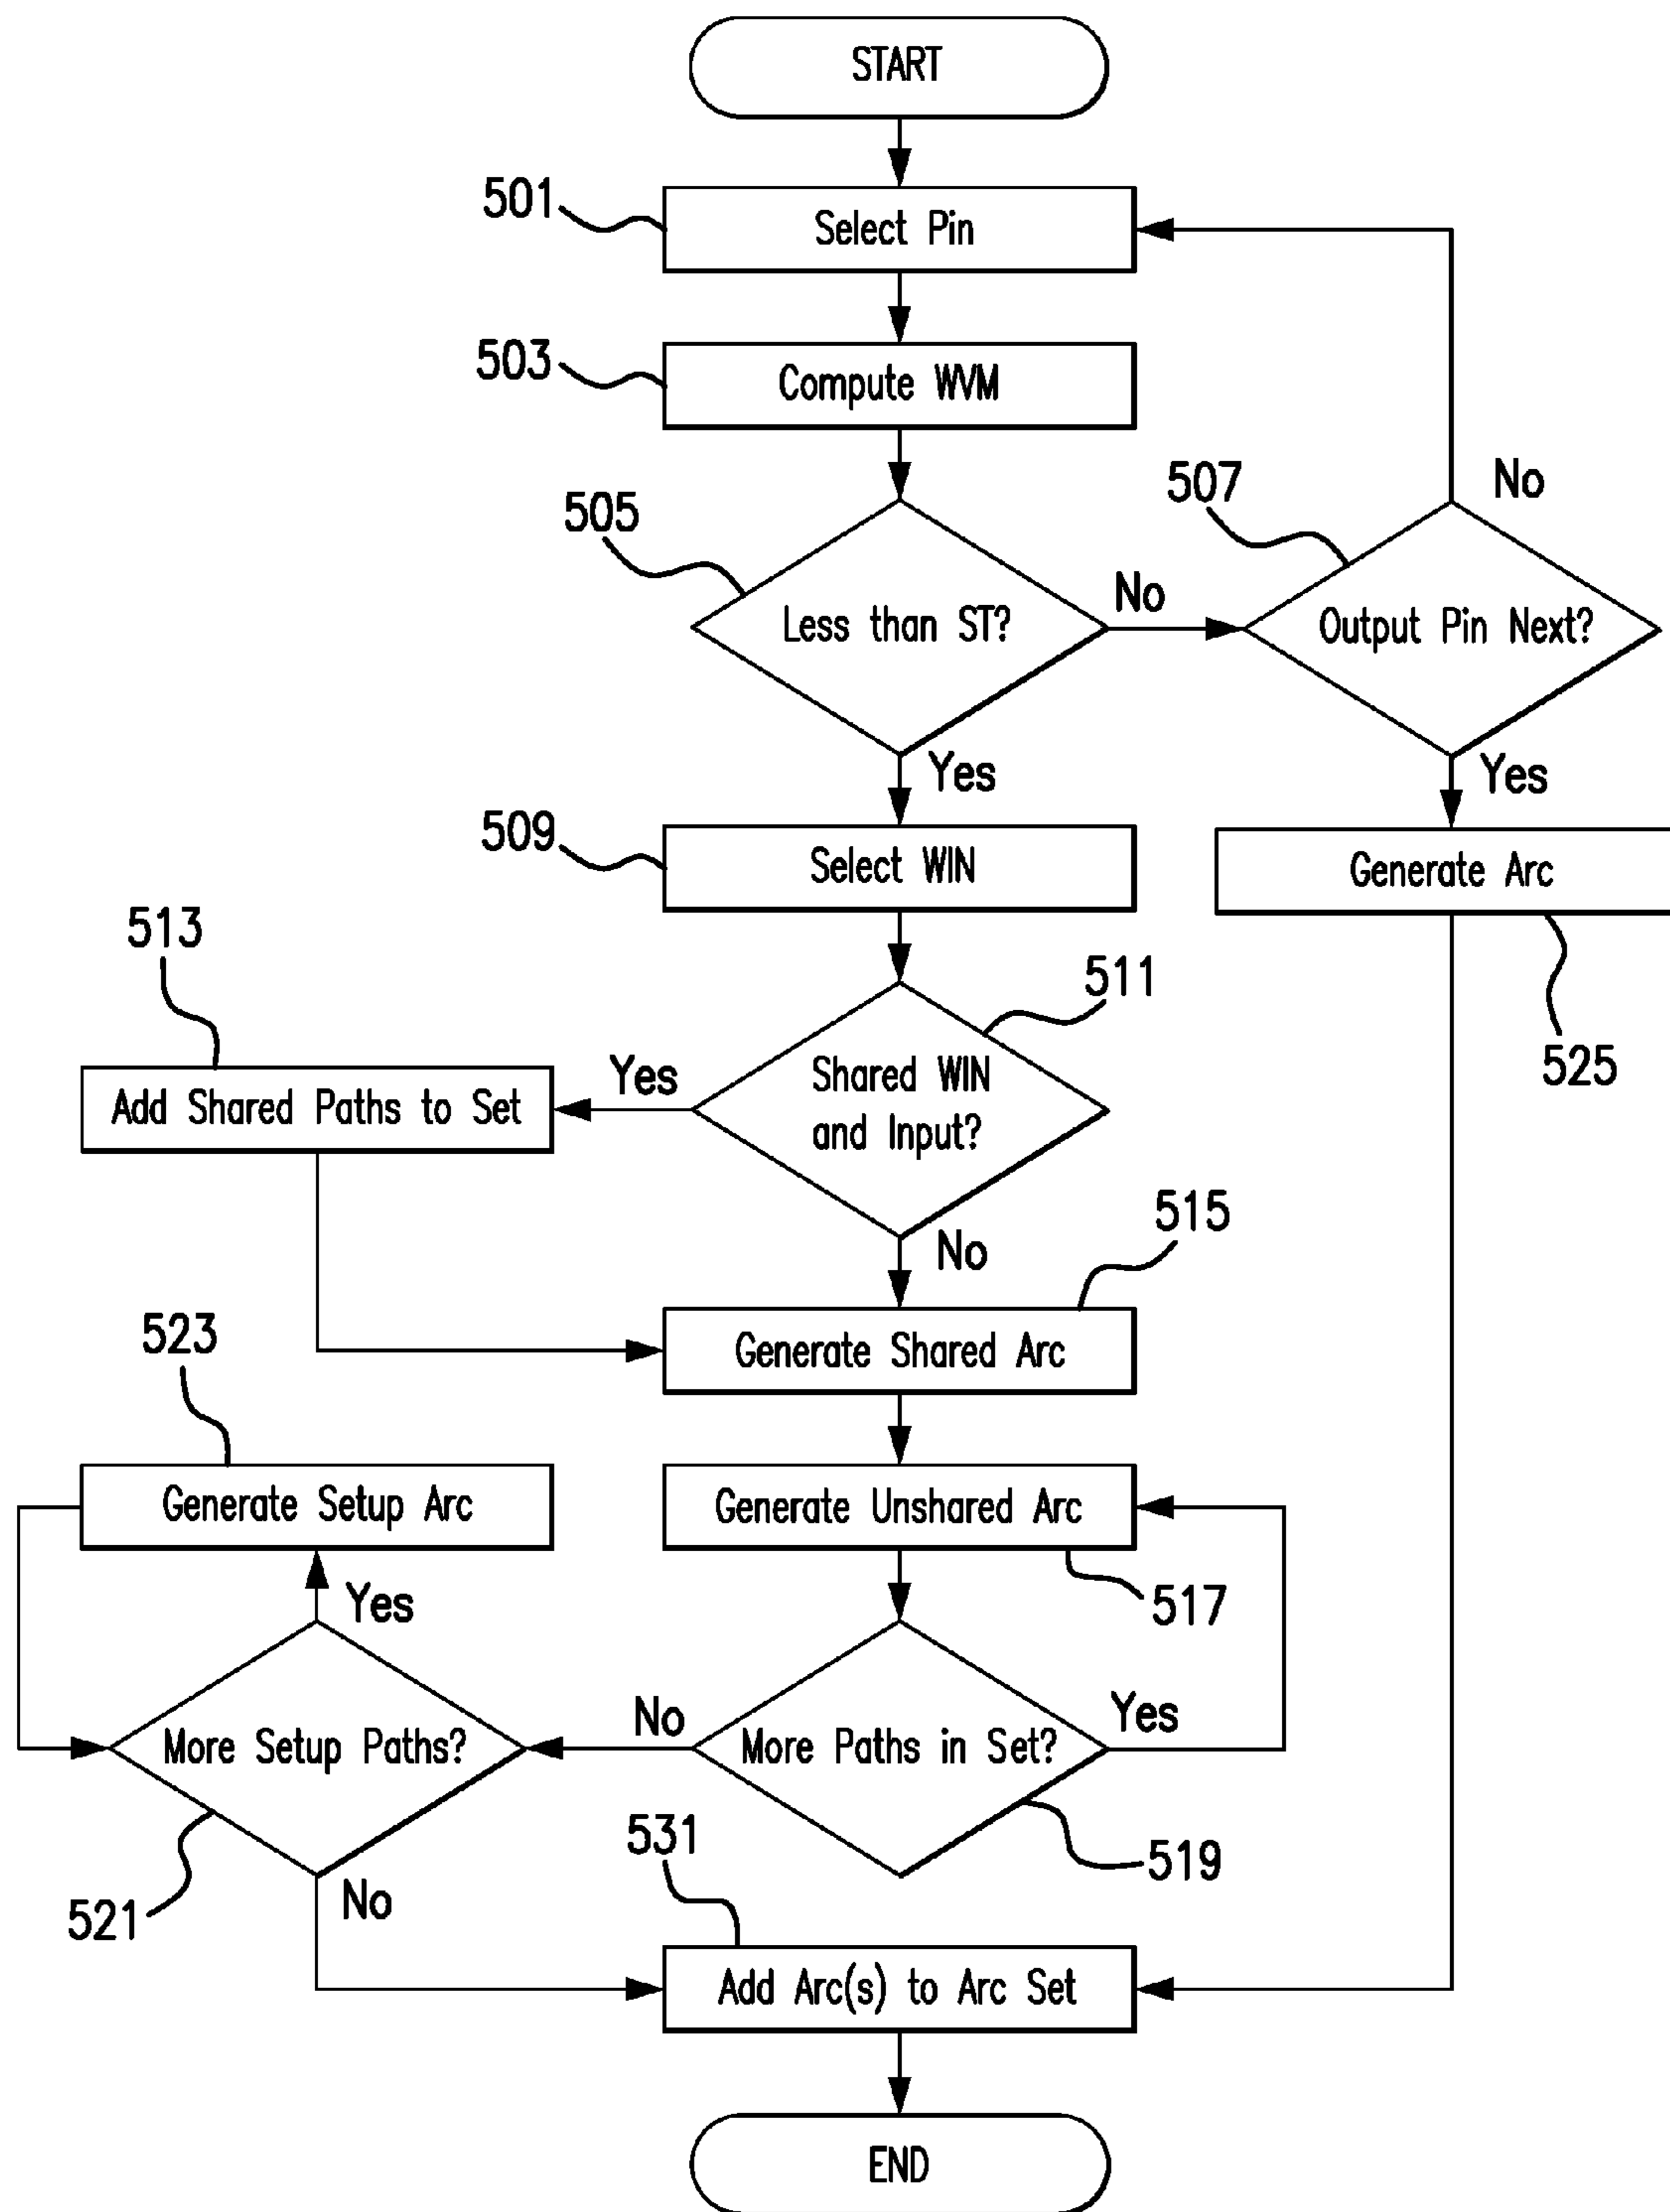 START
501
Select Pin
503
Compute WVM
505
Less than ST?
No
507
Output Pin Next?
No
Yes
Yes
509
Select WIN
Generate Arc
525
511
Shared WIN
and Input?
Yes
513
Add Shared Paths to Set
No
515
Generate Shared Arc
523
Generate Setup Arc
Generate Unshared Arc
517
Yes
More Setup Paths?
No
More Paths in Set?
Yes
519
521
No
531
Add Arc(s) to Arc Set
END